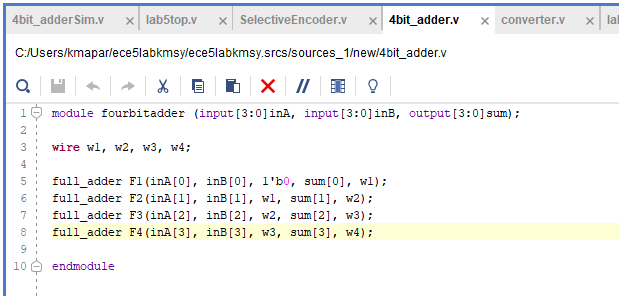 4bit_adderSim.v × lab5top.v × SelectiveEncoder.v × 4bit_adder.v × converter.v × la
C:/Users/kmapar/ece5labkmsy/ece5labkmsy.srcs/sources_1/new/4bit_adder.v
1 module fourbitadder (input[3:0]inA, input[3:0]inB, output[3:0]sum);
2
3 wire w1, w2, w3, w4;
4
5 full_adder F1(inA[0], inB[0], 1'b0, sum[0], w1);
6 full_adder F2(inA[1], inB[1], w1, sum[1], w2);
7 full_adder F3(inA[2], inB[2], w2, sum[2], w3);
8 full_adder F4(inA[3], inB[3], w3, sum[3], w4);
9
10 endmodule